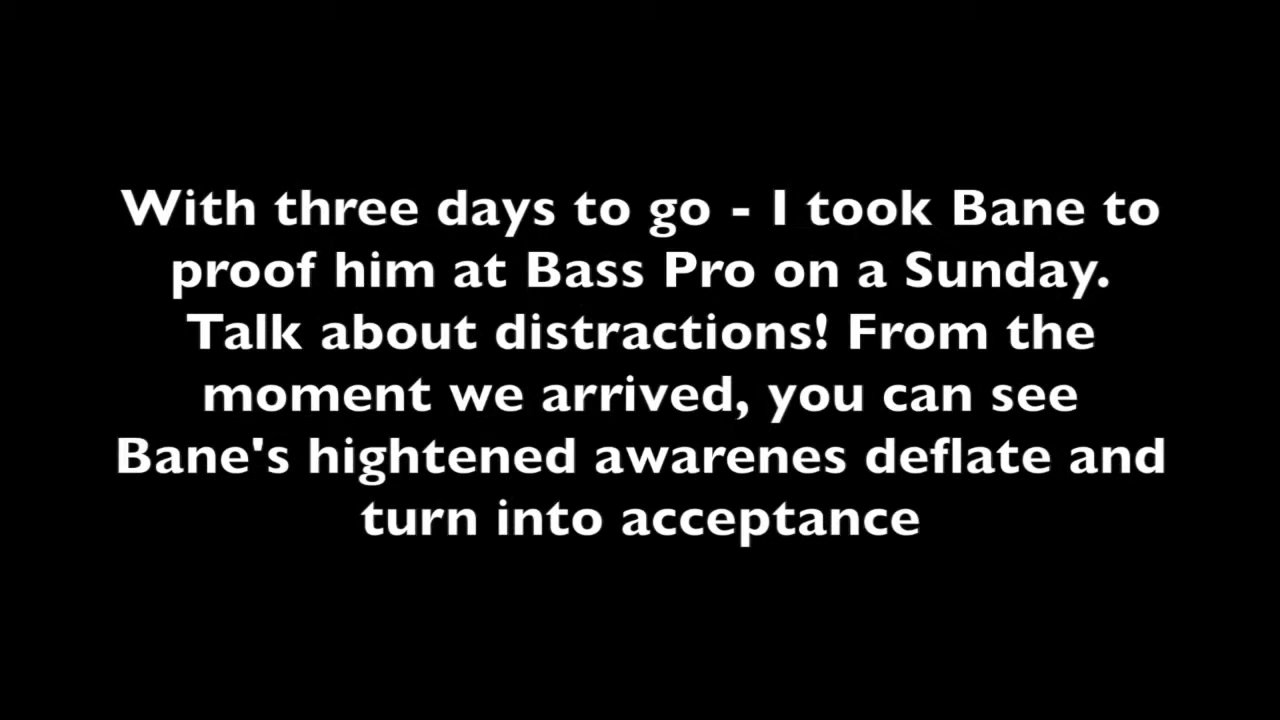 With three days to go - I took Bane to
proof him at Bass Pro on a Sunday.
Talk about distractions! From the
moment we arrived, you can see
Bane's hightened awarenes deflate and
turn into acceptance